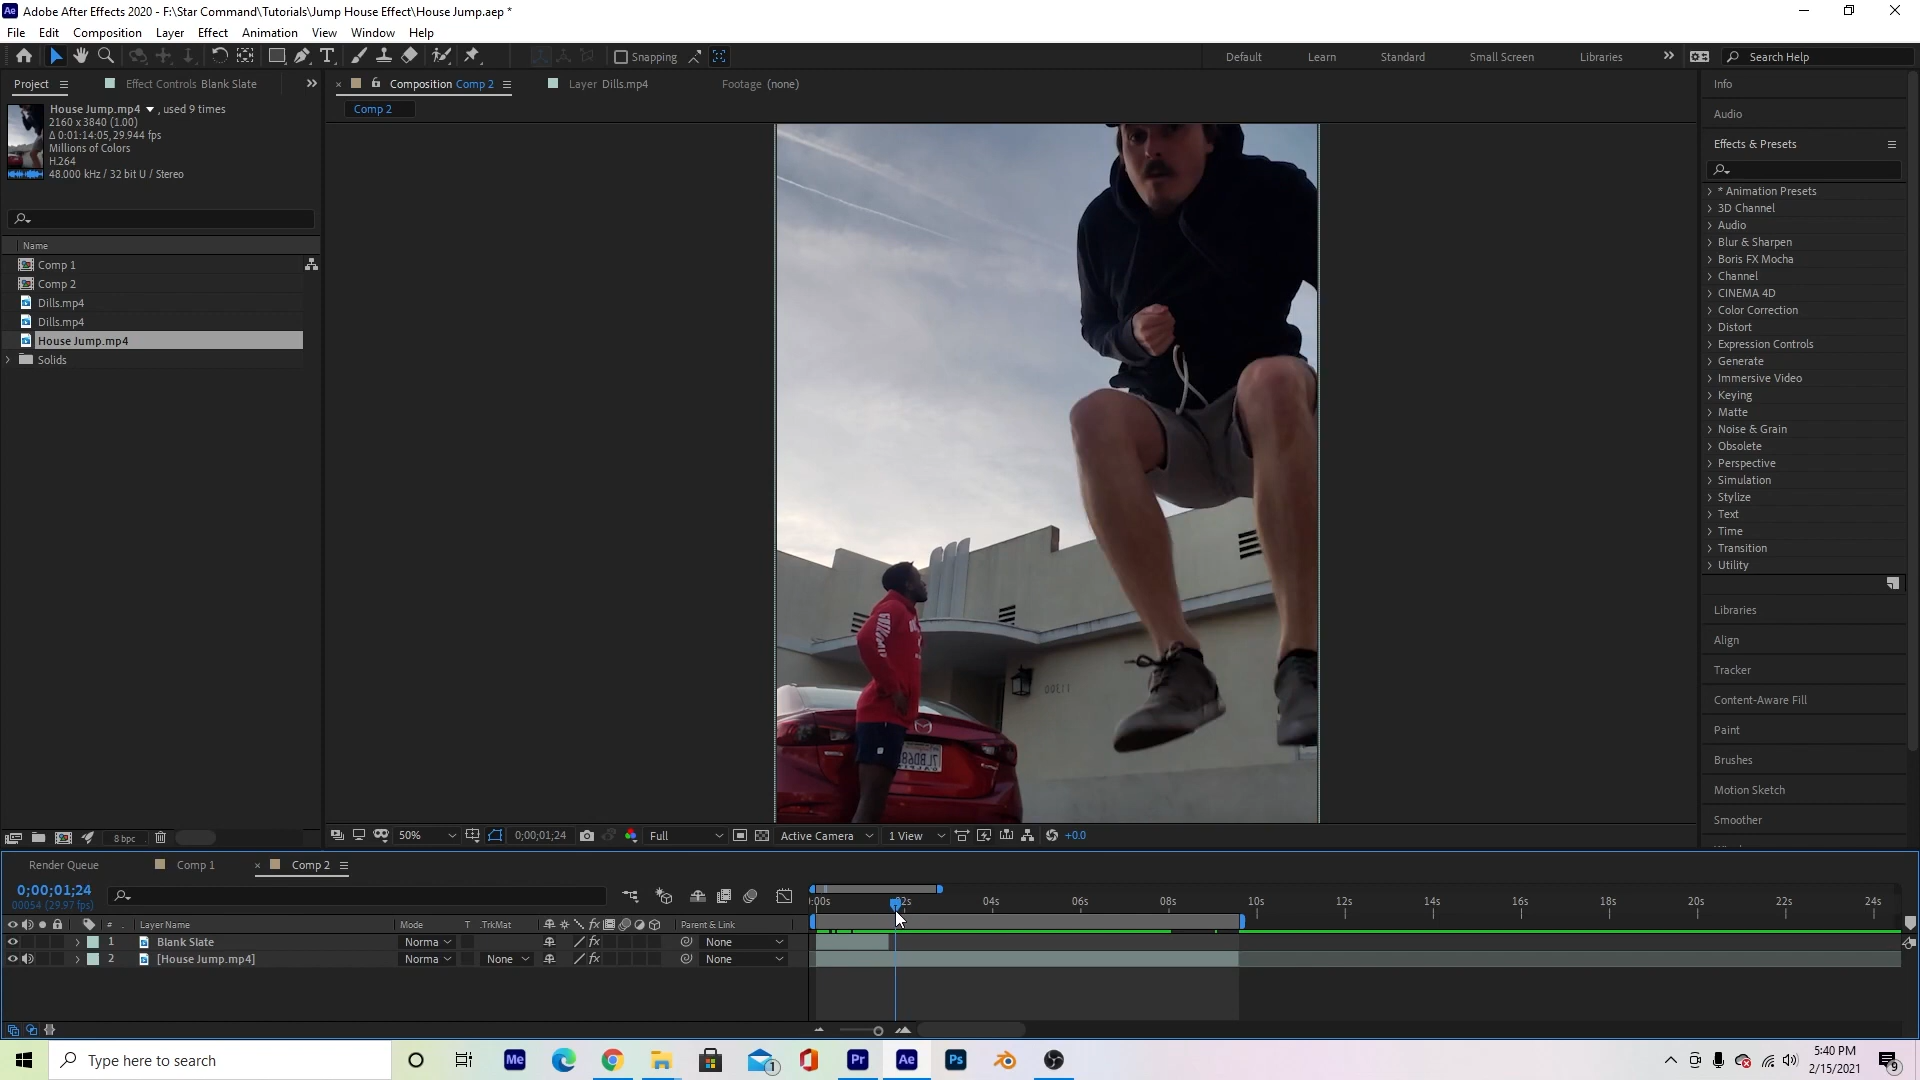 Adobe After Effects 2020 - F:\Star Command\Tutorials\Jump House Effect\House Jump.aep *
File Edit Composition Layer Effect Animation View Window Help
Snapping Default Learn Standard Small Screen Libraries Search Help
Project Effect Controls Blank Slate
Composition Comp 2 Layer Dills.mp4 Footage (none)
Comp 2
House Jump.mp4 , used 9 times
2160 x 3840 (1.00)
Δ 0:01:14:05, 29.944 fps
Millions of Colors
H.264
48.000 kHz / 32 bit U / Stereo
Name
Comp 1
Comp 2
Dills.mp4
Dills.mp4
House Jump.mp4
Solids
8 bpc
Info
Audio
Effects & Presets
* Animation Presets
3D Channel
Audio
Blur & Sharpen
Boris FX Mocha
Channel
CINEMA 4D
Color Correction
Distort
Expression Controls
Generate
Immersive Video
Keying
Matte
Noise & Grain
Obsolete
Perspective
Simulation
Stylize
Text
Time
Transition
Utility
Libraries
Align
Tracker
Content-Aware Fill
Paint
Brushes
Motion Sketch
Smoother
50% 0;00;01;24 Full Active Camera 1 View +0.0
Render Queue Comp 1 Comp 2
0;00;01;24
00054 (29.97 fps)
:00s 02s 04s 06s 08s 10s 12s 14s 16s 18s 20s 22s 24s
# Layer Name Mode T .TrkMat Parent & Link
1 Blank Slate Norma None
2 [House Jump.mp4] Norma None None
Type here to search
5:40 PM
2/15/2021